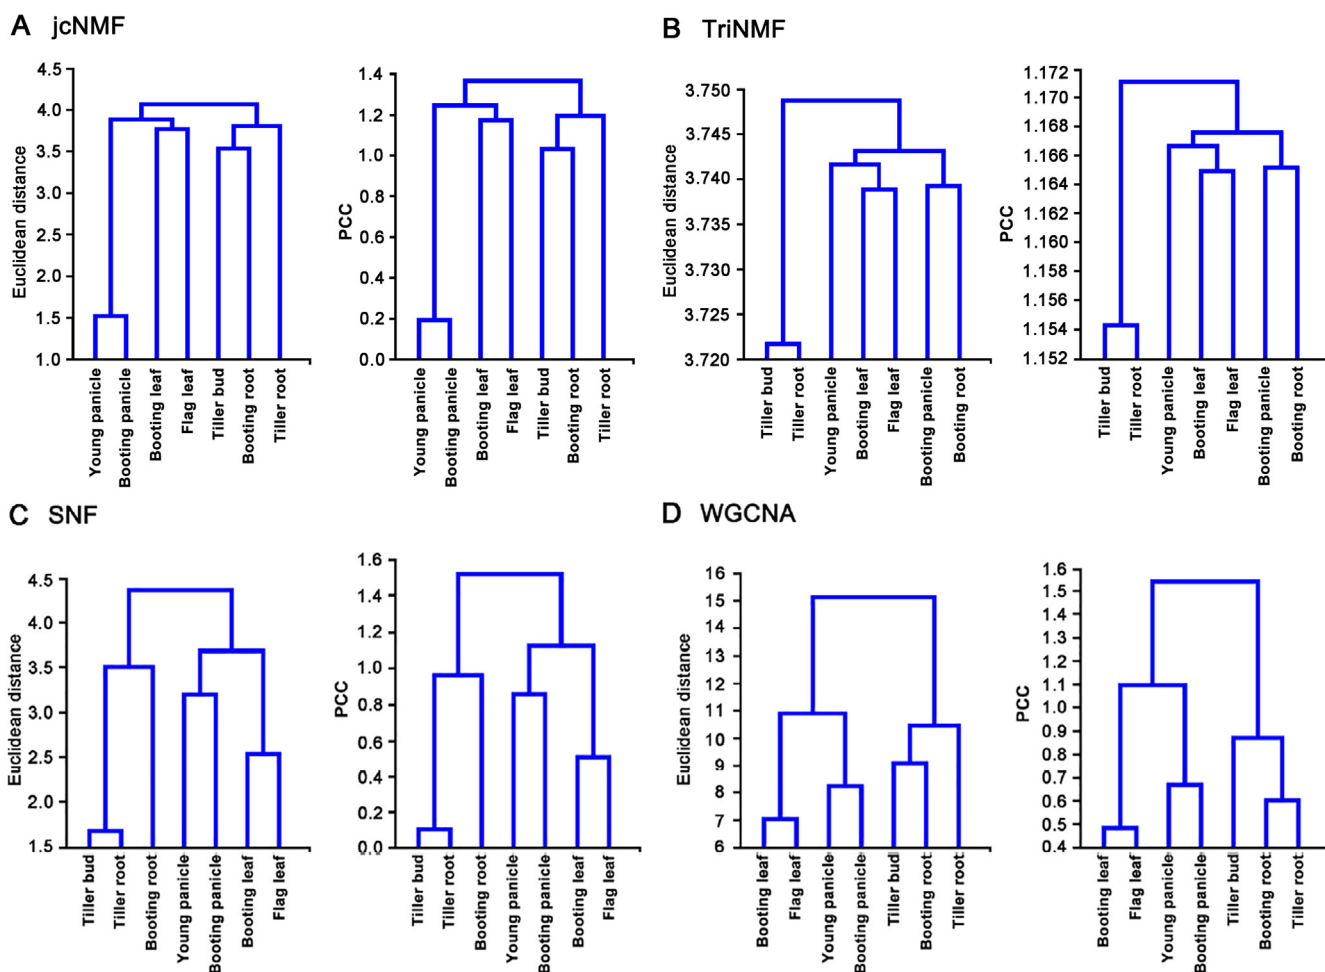 A jcNMF
4.5
4.0
3.5
3.0
2.5
2.0
1.5
1.0
Euclidean distance
Young panicle
Booting panicle
Booting leaf
Flag leaf
Tiller bud
Booting root
Tiller root
1.4
1.2
1.0
0.8
0.6
0.4
0.2
0.0
PCC
Young panicle
Booting panicle
Booting leaf
Flag leaf
Tiller bud
Booting root
Tiller root
B TriNMF
3.750
3.745
3.740
3.735
3.730
3.725
3.720
Euclidean distance
Tiller bud
Tiller root
Young panicle
Booting leaf
Flag leaf
Booting panicle
Booting root
1.172
1.170
1.168
1.166
1.164
1.162
1.160
1.158
1.156
1.154
1.152
PCC
Tiller bud
Tiller root
Young panicle
Booting leaf
Flag leaf
Booting panicle
Booting root
C SNF
4.5
4.0
3.5
3.0
2.5
2.0
1.5
Euclidean distance
Tiller bud
Tiller root
Booting root
Young panicle
Booting panicle
Booting leaf
Flag leaf
1.6
1.4
1.2
1.0
0.8
0.6
0.4
0.2
0.0
PCC
Tiller bud
Tiller root
Booting root
Young panicle
Booting panicle
Booting leaf
Flag leaf
D WGCNA
16
15
14
13
12
11
10
9
8
7
6
Euclidean distance
Booting leaf
Flag leaf
Young panicle
Booting panicle
Tiller bud
Booting root
Tiller root
1.6
1.5
1.4
1.3
1.2
1.1
1.0
0.9
0.8
0.7
0.6
0.5
0.4
PCC
Booting leaf
Flag leaf
Young panicle
Booting panicle
Tiller bud
Booting root
Tiller root